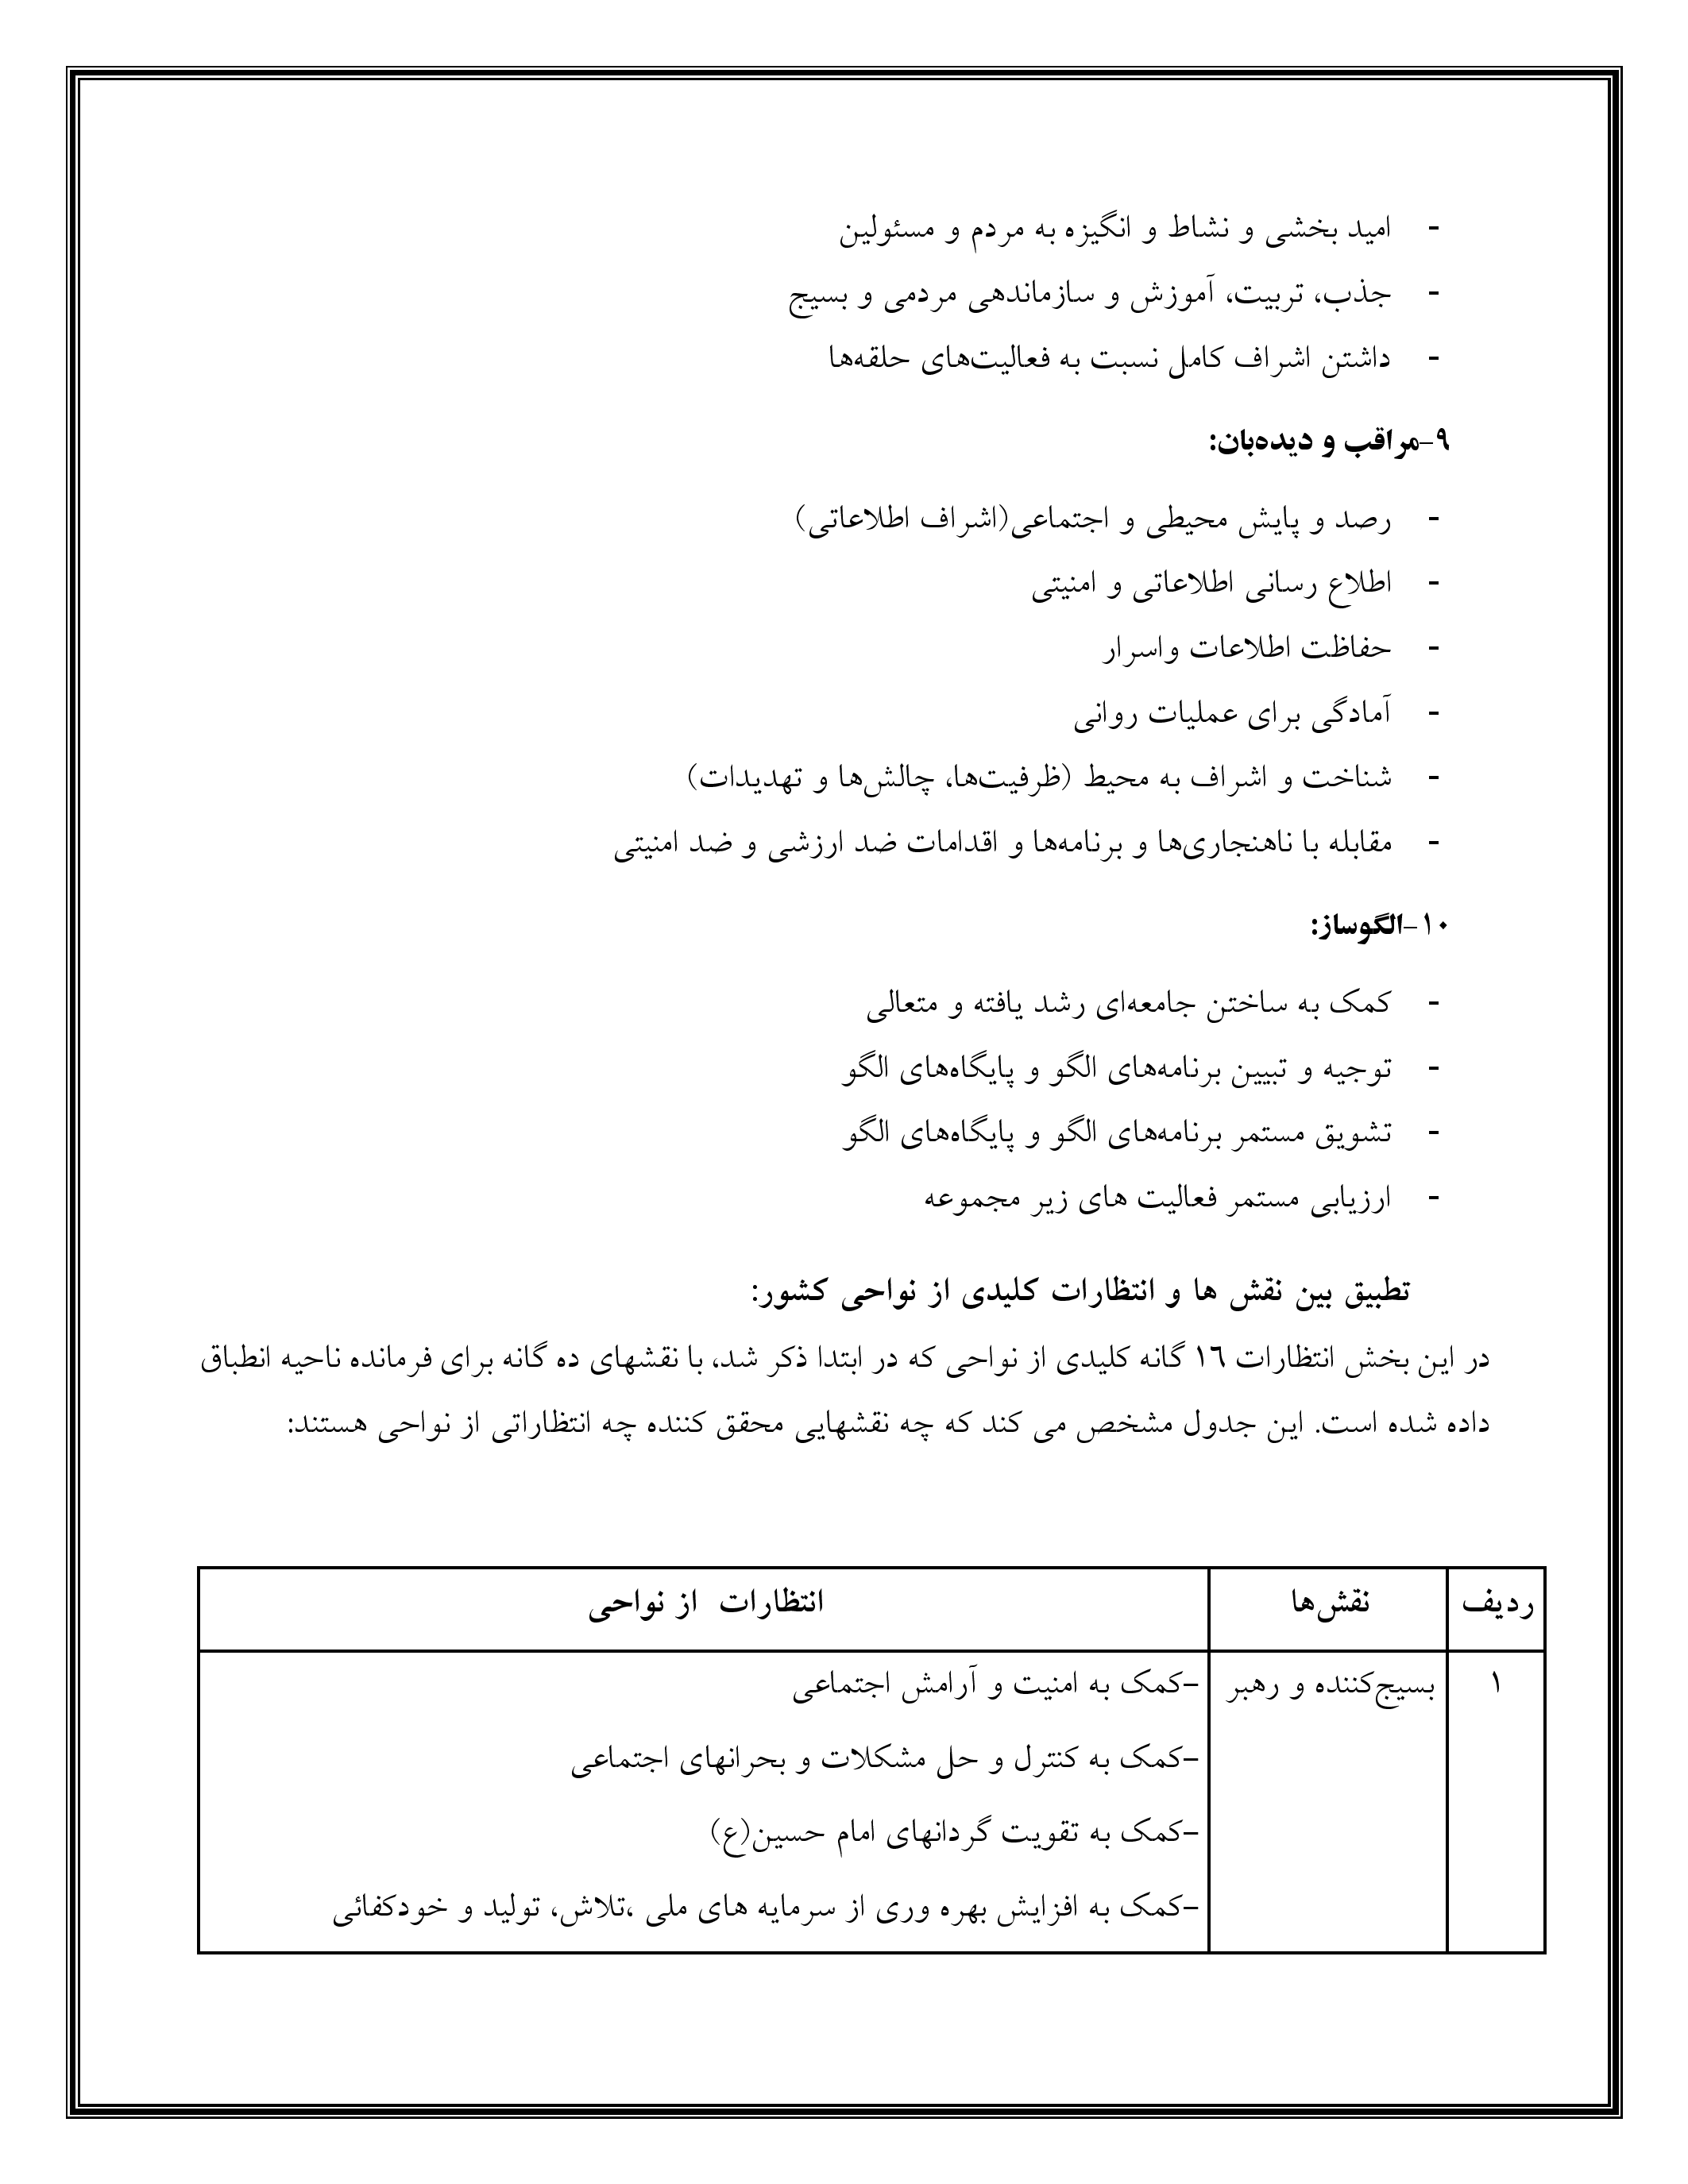 - امید بخشی و نشاط و انگیزه به مردم و مسئولین
- جذب، تربیت، آموزش و سازماندهی مردمی و بسیج
- داشتن اشراف کامل نسبت به فعالیت‌های حلقه‌ها
۹-مراقب و دیده‌بان:
- رصد و پایش محیطی و اجتماعی(اشراف اطلاعاتی)
- اطلاع رسانی اطلاعاتی و امنیتی
- حفاظت اطلاعات واسرار
- آمادگی برای عملیات روانی
- شناخت و اشراف به محیط (ظرفیت‌ها، چالش‌ها و تهدیدات)
- مقابله با ناهنجاری‌ها و برنامه‌ها و اقدامات ضد ارزشی و ضد امنیتی
۱۰-الگوساز:
- کمک به ساختن جامعه‌ای رشد یافته و متعالی
- توجیه و تبیین برنامه‌های الگو و پایگاه‌های الگو
- تشویق مستمر برنامه‌های الگو و پایگاه‌های الگو
- ارزیابی مستمر فعالیت های زیر مجموعه
تطبیق بین نقش ها و انتظارات کلیدی از نواحی کشور:
در این بخش انتظارات ۱٦ گانه کلیدی از نواحی که در ابتدا ذکر شد، با نقشهای ده گانه برای فرمانده ناحیه انطباق
داده شده است. این جدول مشخص می کند که چه نقشهایی محقق کننده چه انتظاراتی از نواحی هستند:
ردیف نقش‌ها انتظارات از نواحی
۱ بسیج‌کننده و رهبر -کمک به امنیت و آرامش اجتماعی
-کمک به کنترل و حل مشکلات و بحرانهای اجتماعی
-کمک به تقویت گردانهای امام حسین(ع)
-کمک به افزایش بهره وری از سرمایه های ملی ،تلاش، تولید و خودکفائی